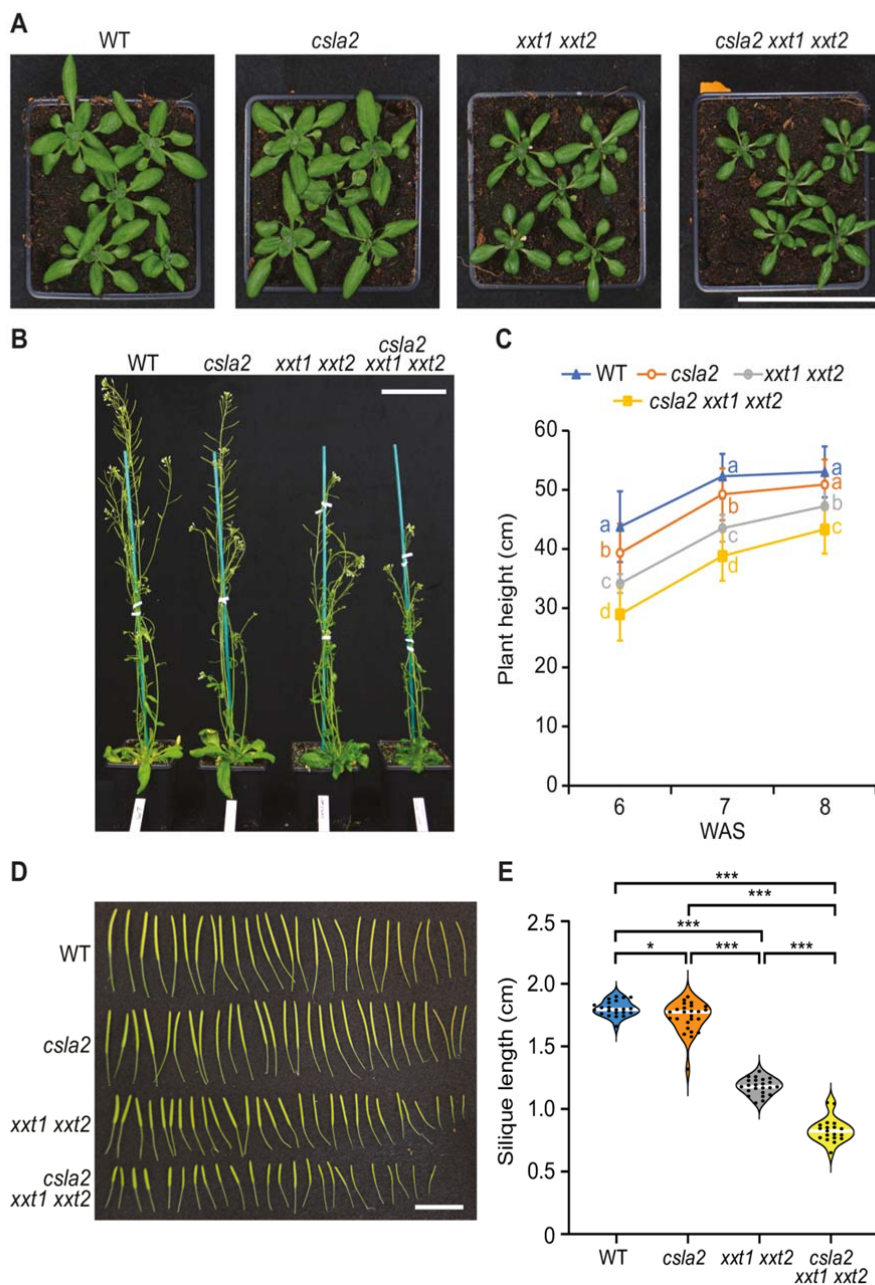 A
WT
csla2
xxt1 xxt2
csla2 xxt1 xxt2
B
WT
csla2
xxt1 xxt2
csla2
xxt1 xxt2
C
WT
csla2
xxt1 xxt2
csla2 xxt1 xxt2
Plant height (cm)
60
50
40
30
20
10
0
a
b
c
d
a
b
c
d
a
a
b
c
6
7
8
WAS
D
WT
csla2
xxt1 xxt2
csla2
xxt1 xxt2
E
***
***
***
*
***
***
Silique length (cm)
2.5
2.0
1.5
1.0
0.5
0
WT
csla2
xxt1 xxt2
csla2
xxt1 xxt2